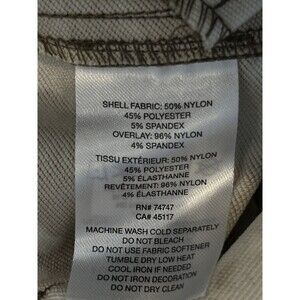 SHELL FABRIC: 50% NYLON
45% POLYESTER
5% SPANDEX
OVERLAY: 96% NYLON
4% SPANDEX
TISSU EXTÉRIEUR: 50% NYLON
45% POLYESTER
5% ÉLASTHANNE
REVÊTEMENT: 96% NYLON
4% ÉLASTHANNE
RN# 74747
CA# 45117
MACHINE WASH COLD SEPARATELY
DO NOT BLEACH
DO NOT USE FABRIC SOFTENER
TUMBLE DRY LOW HEAT
COOL IRON IF NEEDED
DO NOT IRON DECORATION
DO NOT DRY CLEAN